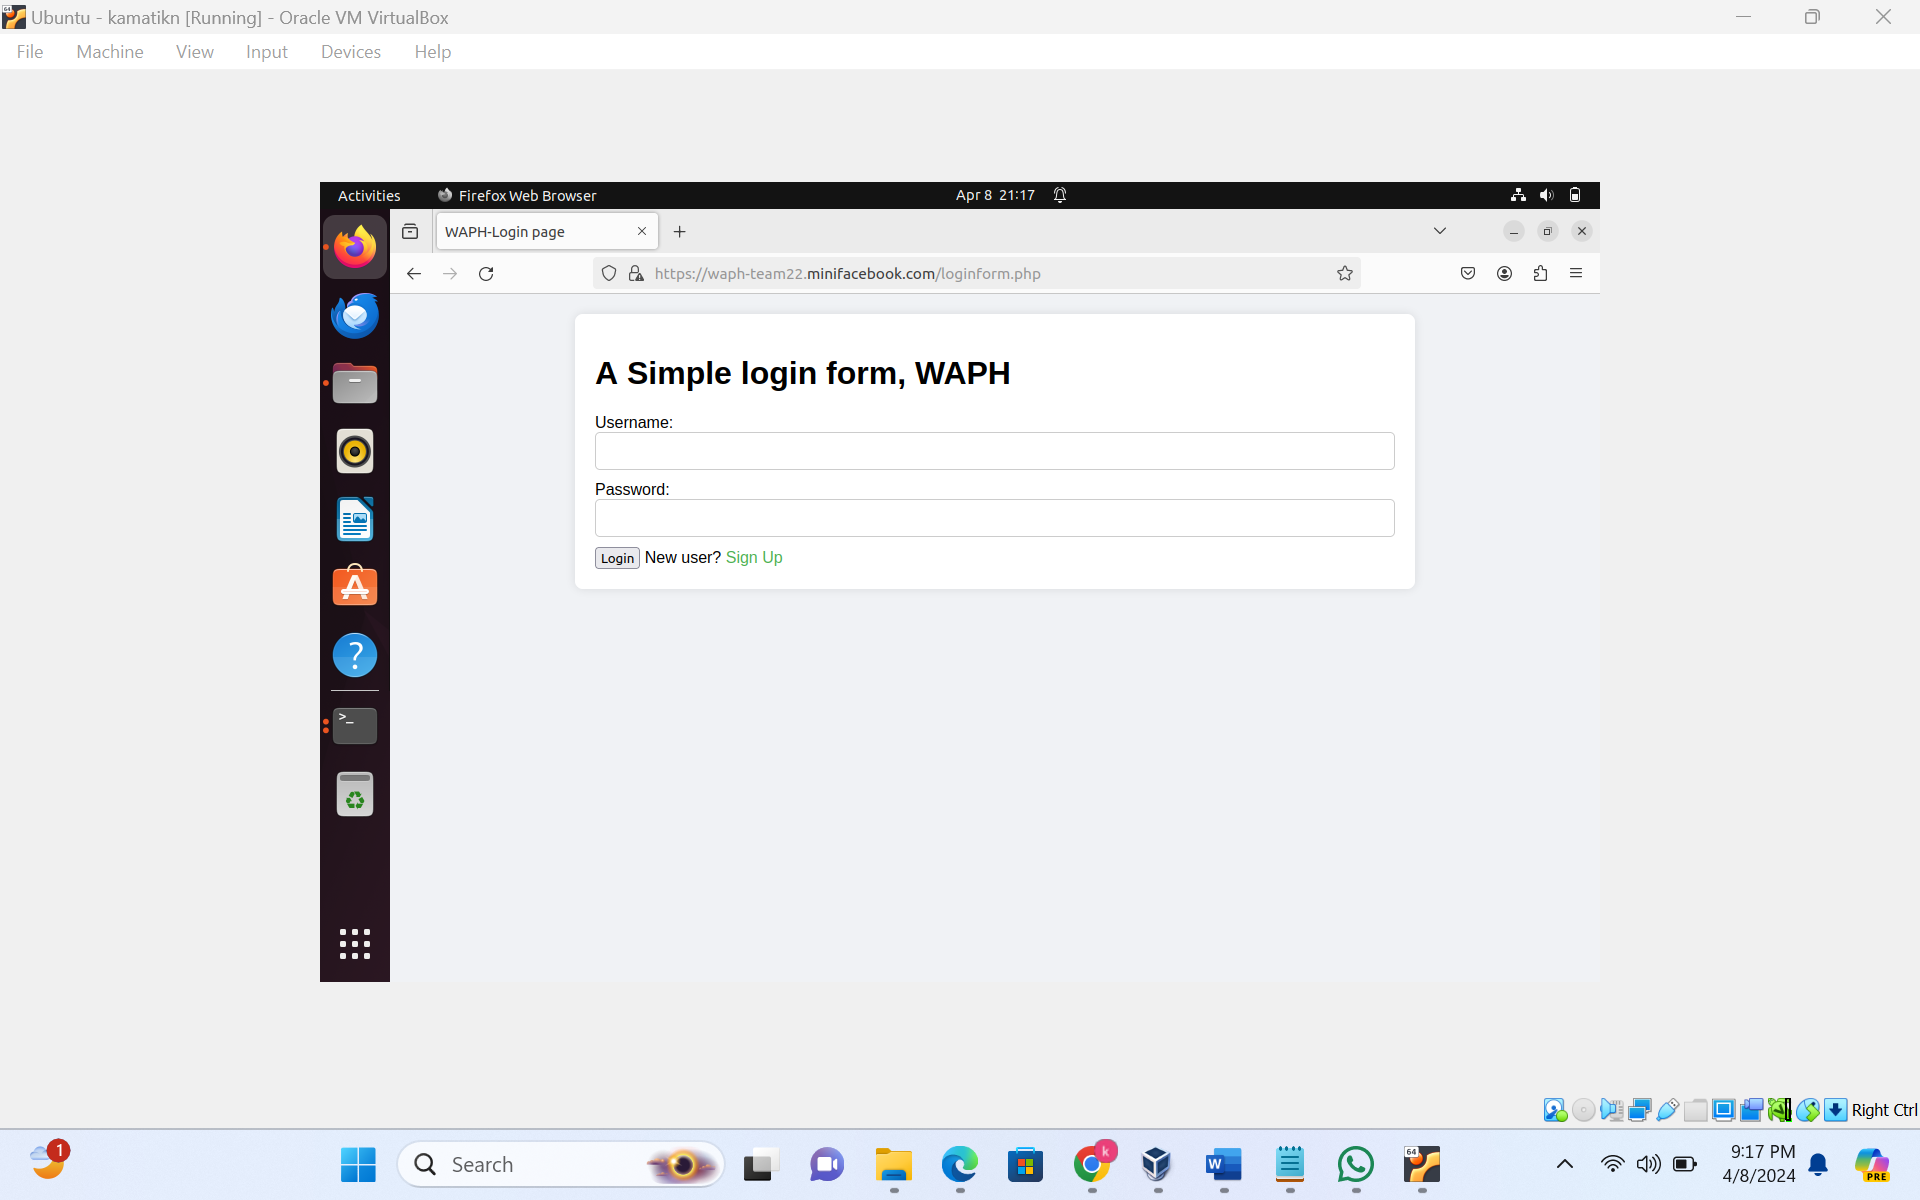 Ubuntu - kamatikn [Running] - Oracle VM VirtualBox
File Machine View Input Devices Help
Activities Firefox Web Browser Apr 8 21:17
WAPH-Login page
https://waph-team22.minifacebook.com/loginform.php
A Simple login form, WAPH
Username:
Password:
Login New user? Sign Up
>_
Right Ctrl
1
Search
k
W
64
9:17 PM
4/8/2024
PRE